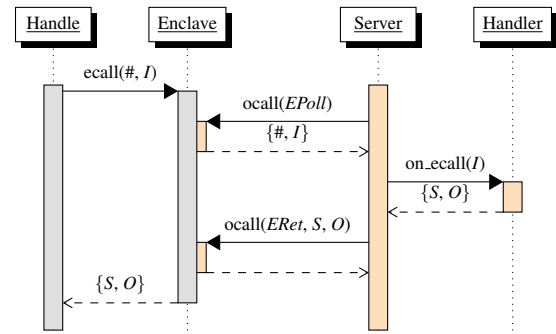 Handle Enclave Server Handler
ecall(#, I)
ocall(EPoll)
{#, I}
on_ecall(I)
{S, O}
ocall(ERet, S, O)
{S, O}